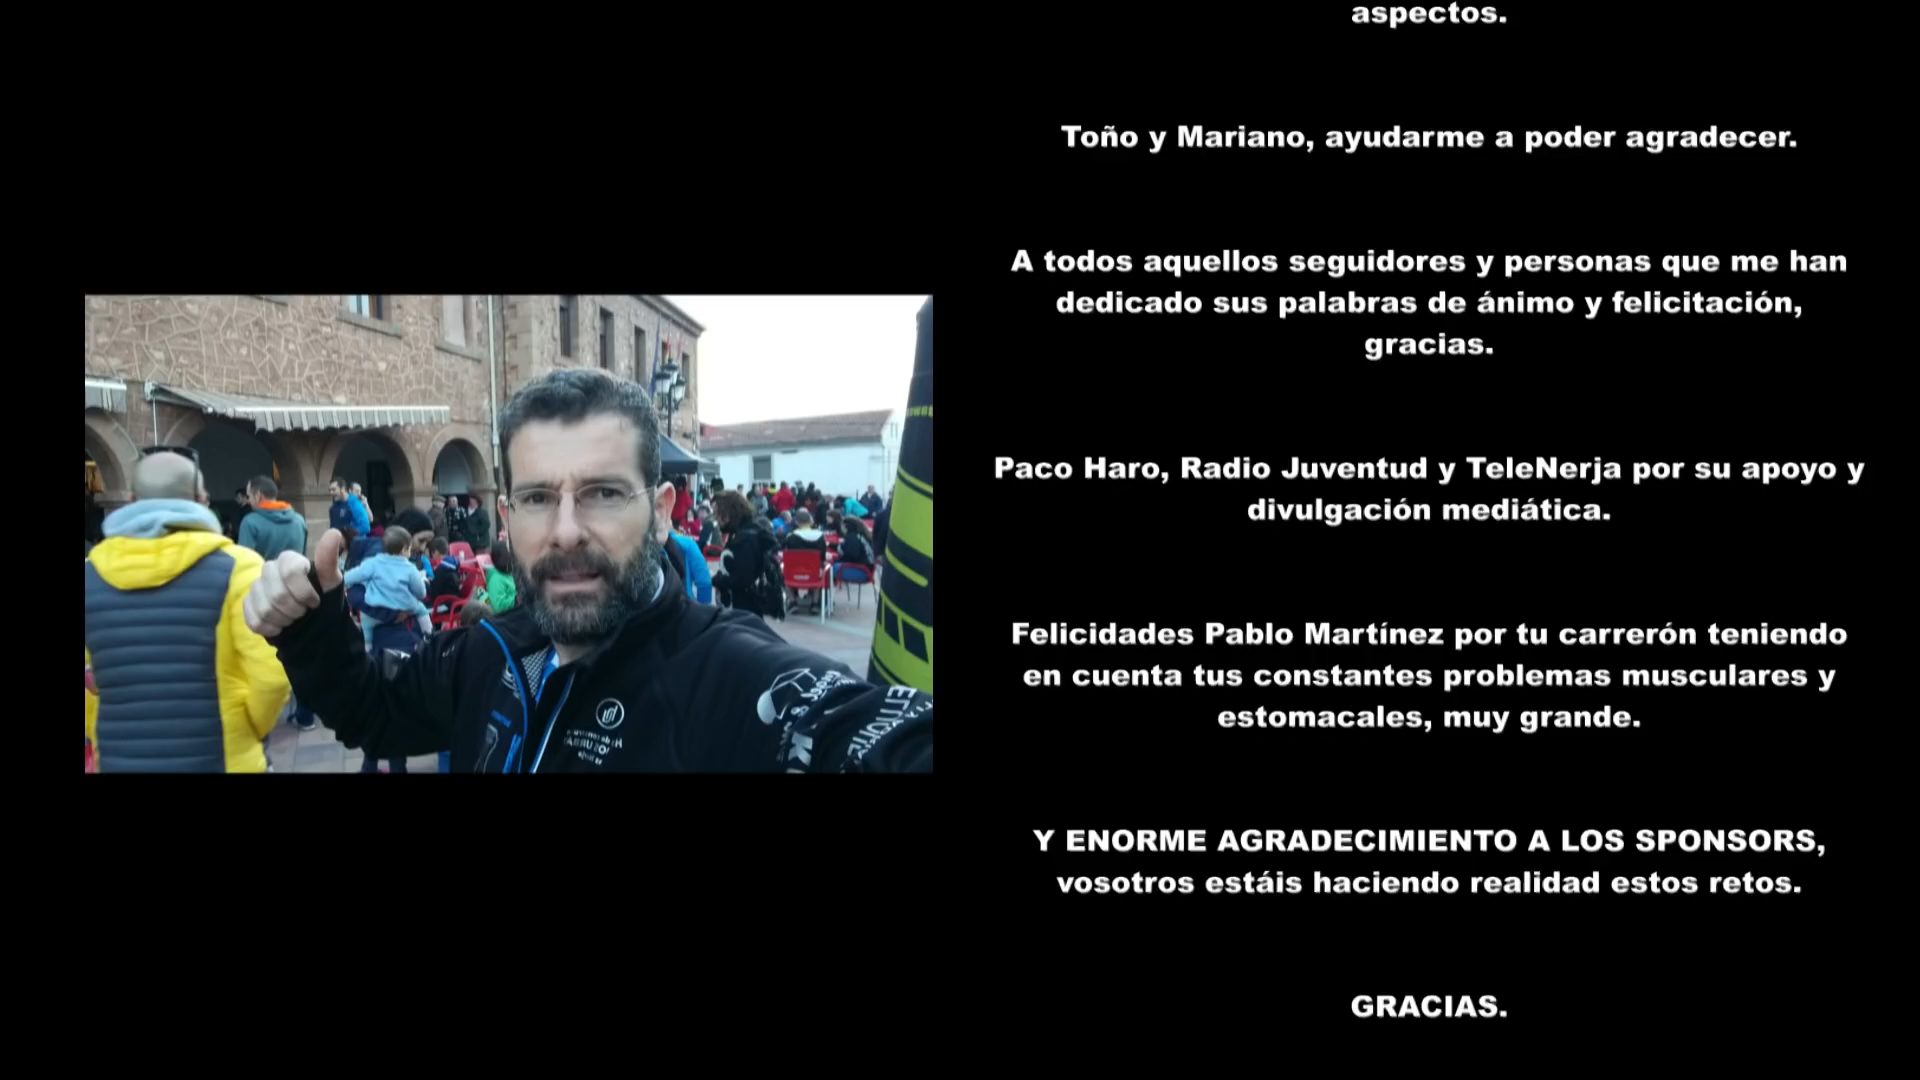 aspectos.
Toño y Mariano, ayudarme a poder agradecer.
A todos aquellos seguidores y personas que me han
dedicado sus palabras de ánimo y felicitación,
gracias.
Paco Haro, Radio Juventud y TeleNerja por su apoyo y
divulgación mediática.
Felicidades Pablo Martínez por tu carrerón teniendo
en cuenta tus constantes problemas musculares y
estomacales, muy grande.
Y ENORME AGRADECIMIENTO A LOS SPONSORS,
vosotros estáis haciendo realidad estos retos.
GRACIAS.